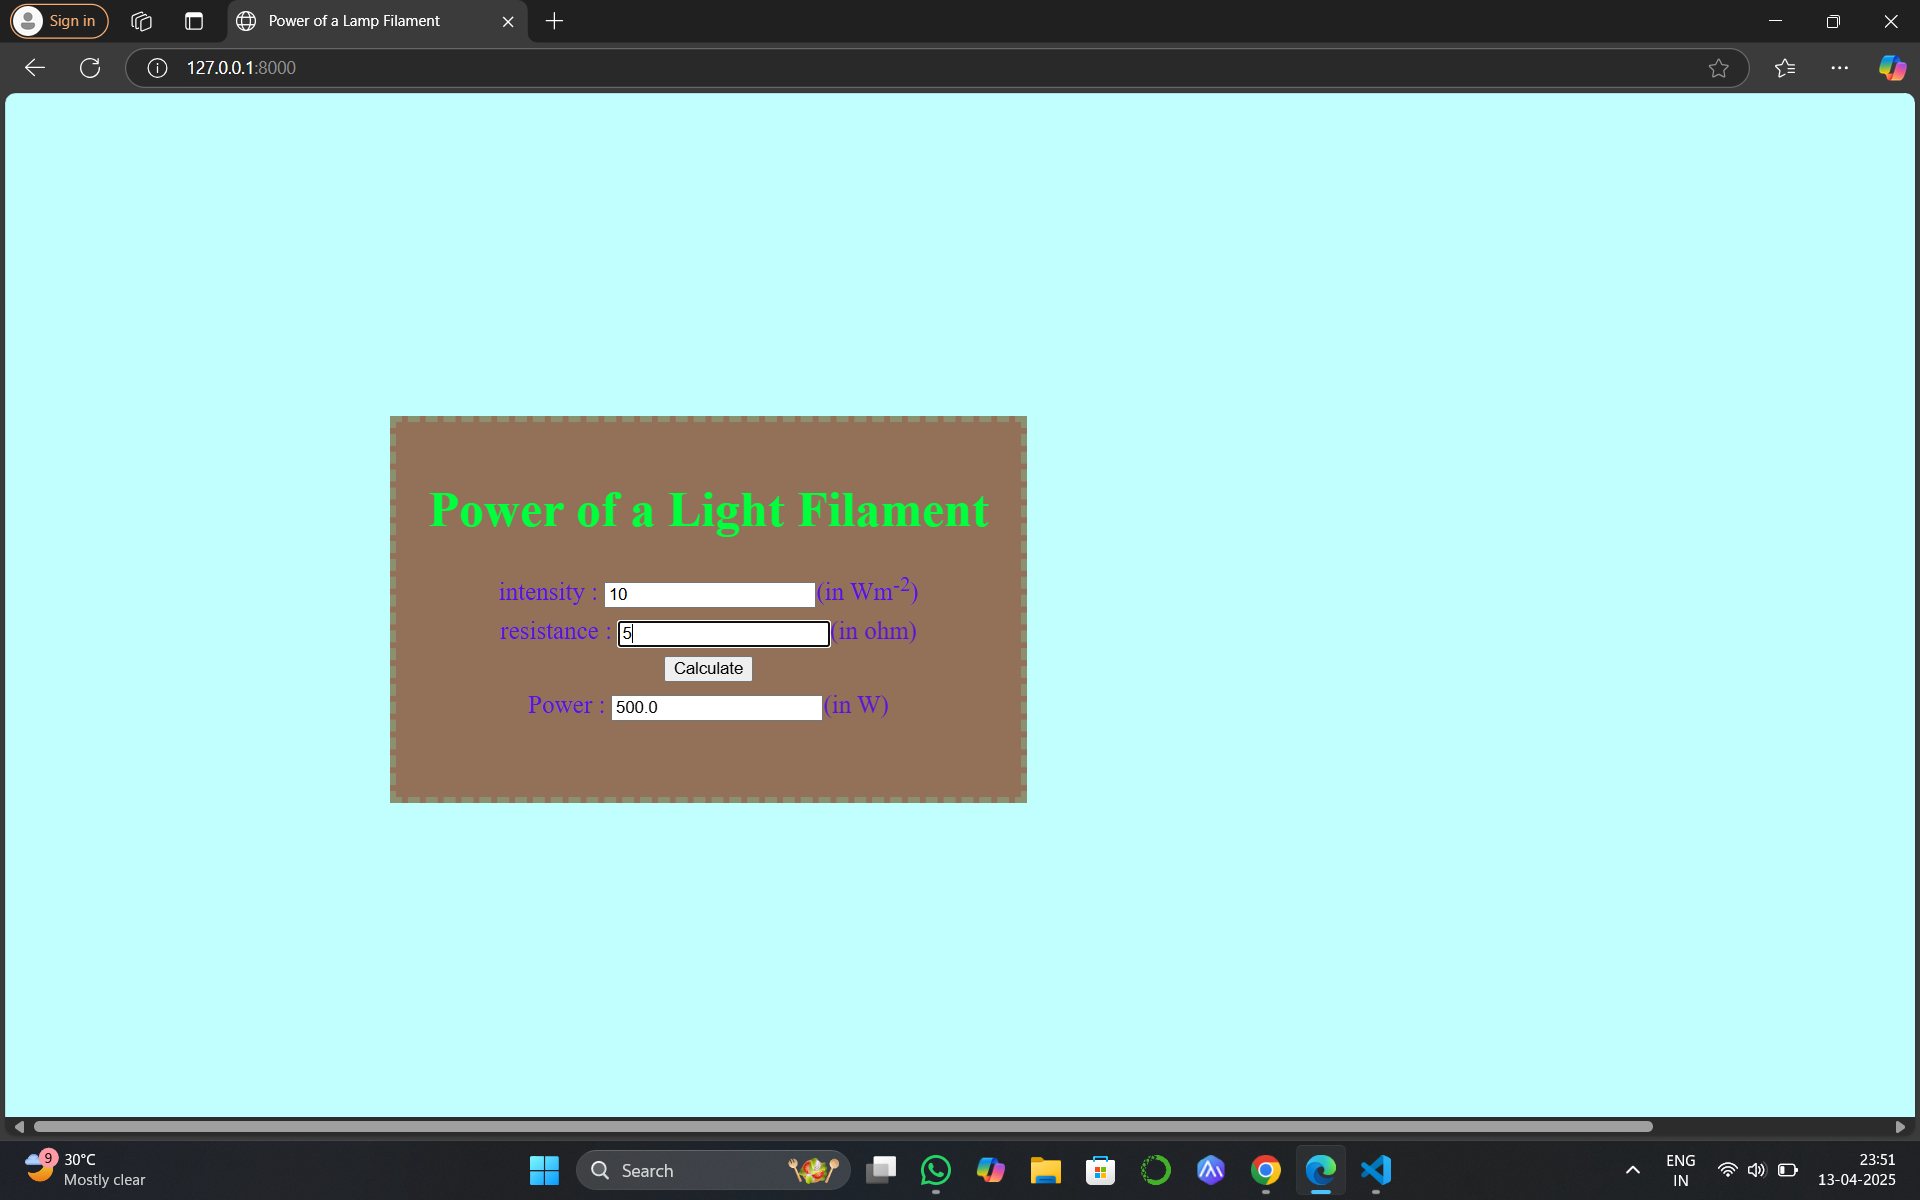 Sign in
Power of a Lamp Filament
127.0.0.1:8000
Power of a Light Filament
intensity : 10 (in Wm-2)
resistance : 5 (in ohm)
Calculate
Power : 500.0 (in W)
9
30°C
Mostly clear
Search
ENG
IN
23:51
13-04-2025